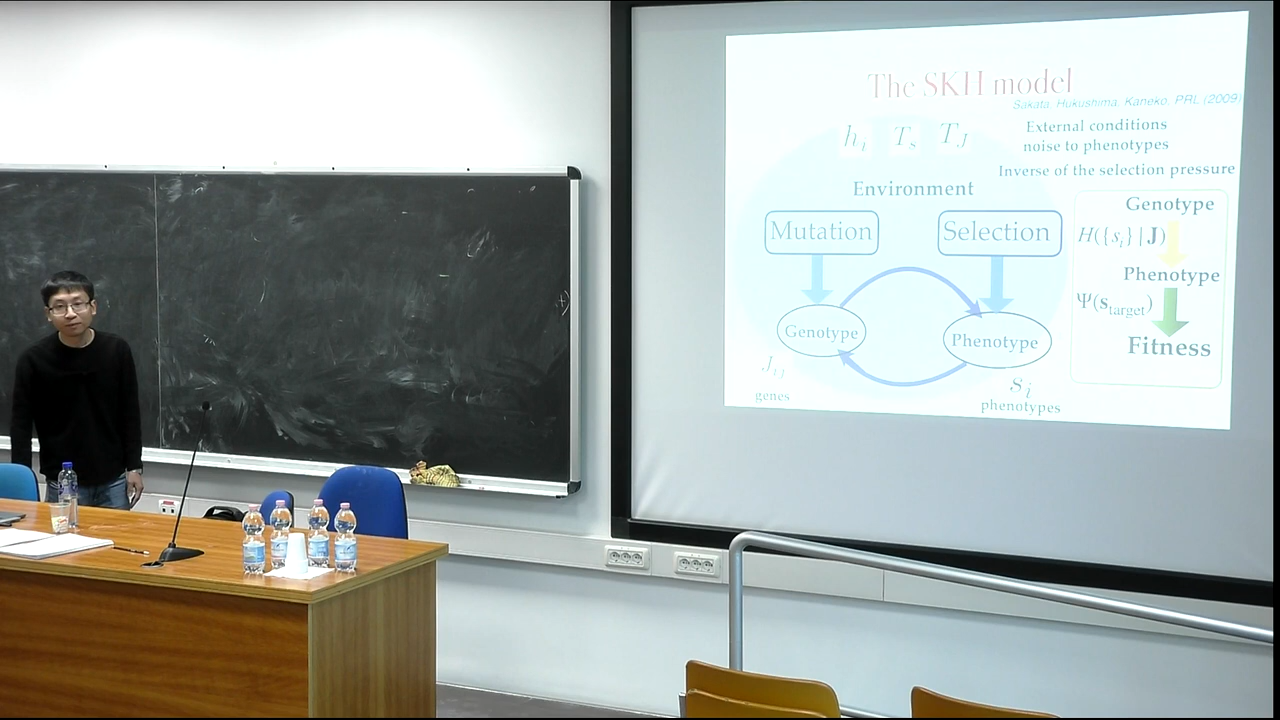 The SKH model
Sakata, Hukushima, Kaneko, PRL (2009)
h_i T_s T_J
External conditions
noise to phenotypes
Inverse of the selection pressure
Environment
Mutation
Selection
Genotype
Phenotype
J_ij
genes
s_i
phenotypes
Genotype
H({s_i} | J)
Phenotype
Ψ(s_target)
Fitness